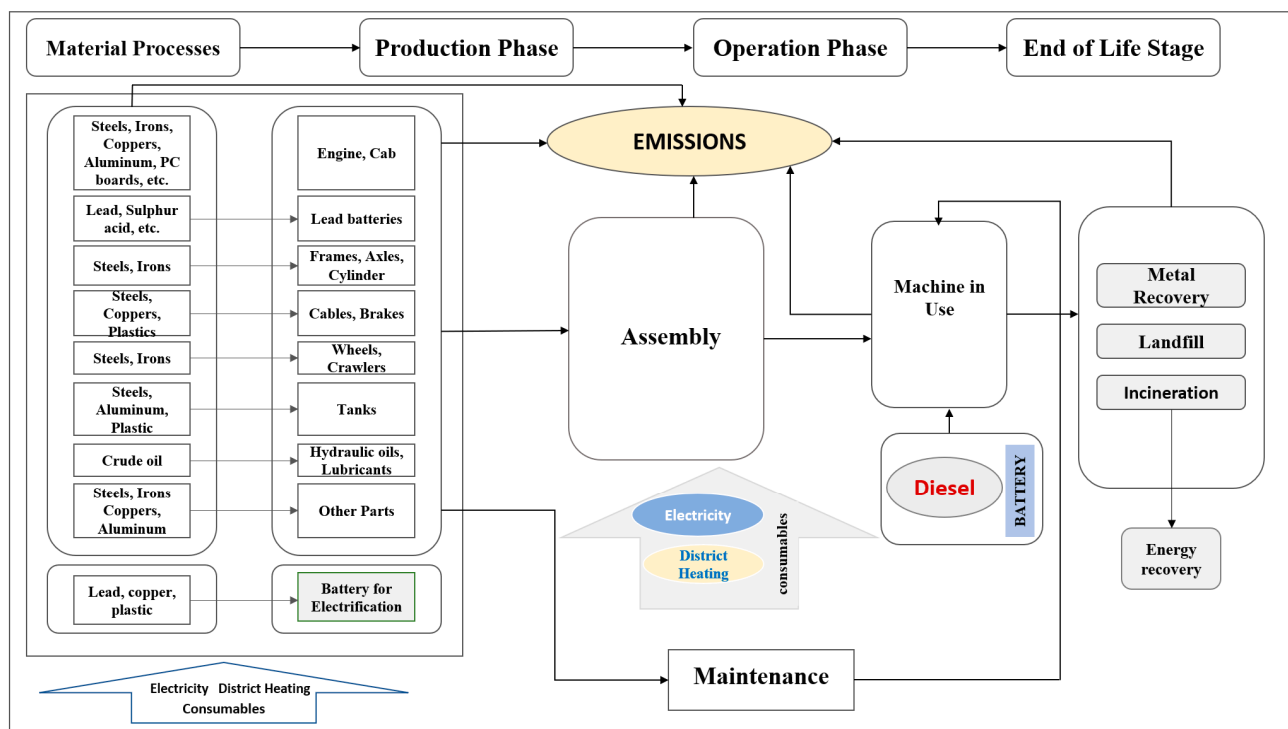 Material Processes
Production Phase
Operation Phase
End of Life Stage
Steels, Irons,
Coppers,
Aluminum, PC
boards, etc.
Engine, Cab
Lead, Sulphur
acid, etc.
Lead batteries
Steels, Irons
Frames, Axles,
Cylinder
Steels,
Coppers,
Plastics
Cables, Brakes
Steels, Irons
Wheels,
Crawlers
Steels,
Aluminum,
Plastic
Tanks
Crude oil
Hydraulic oils,
Lubricants
Steels, Irons
Coppers,
Aluminum
Other Parts
Lead, copper,
plastic
Battery for
Electrification
Electricity District Heating
Consumables
EMISSIONS
Assembly
Electricity
District
Heating
consumables
Maintenance
Machine in
Use
Diesel
BATTERY
Metal
Recovery
Landfill
Incineration
Energy
recovery